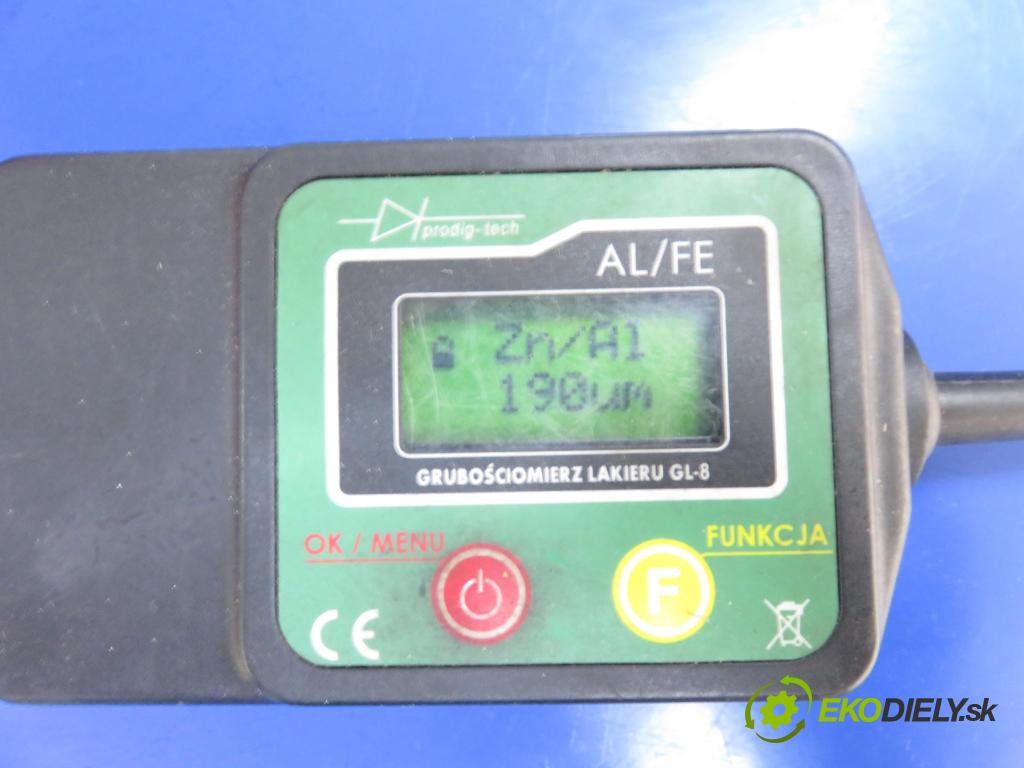 prodig-tech
AL/FE
Zn/Al
190um
GRUBOŚCIOMIERZ LAKIERU GL-8
OK / MENU
FUNKCJA
F
CE
EKODIELY.sk